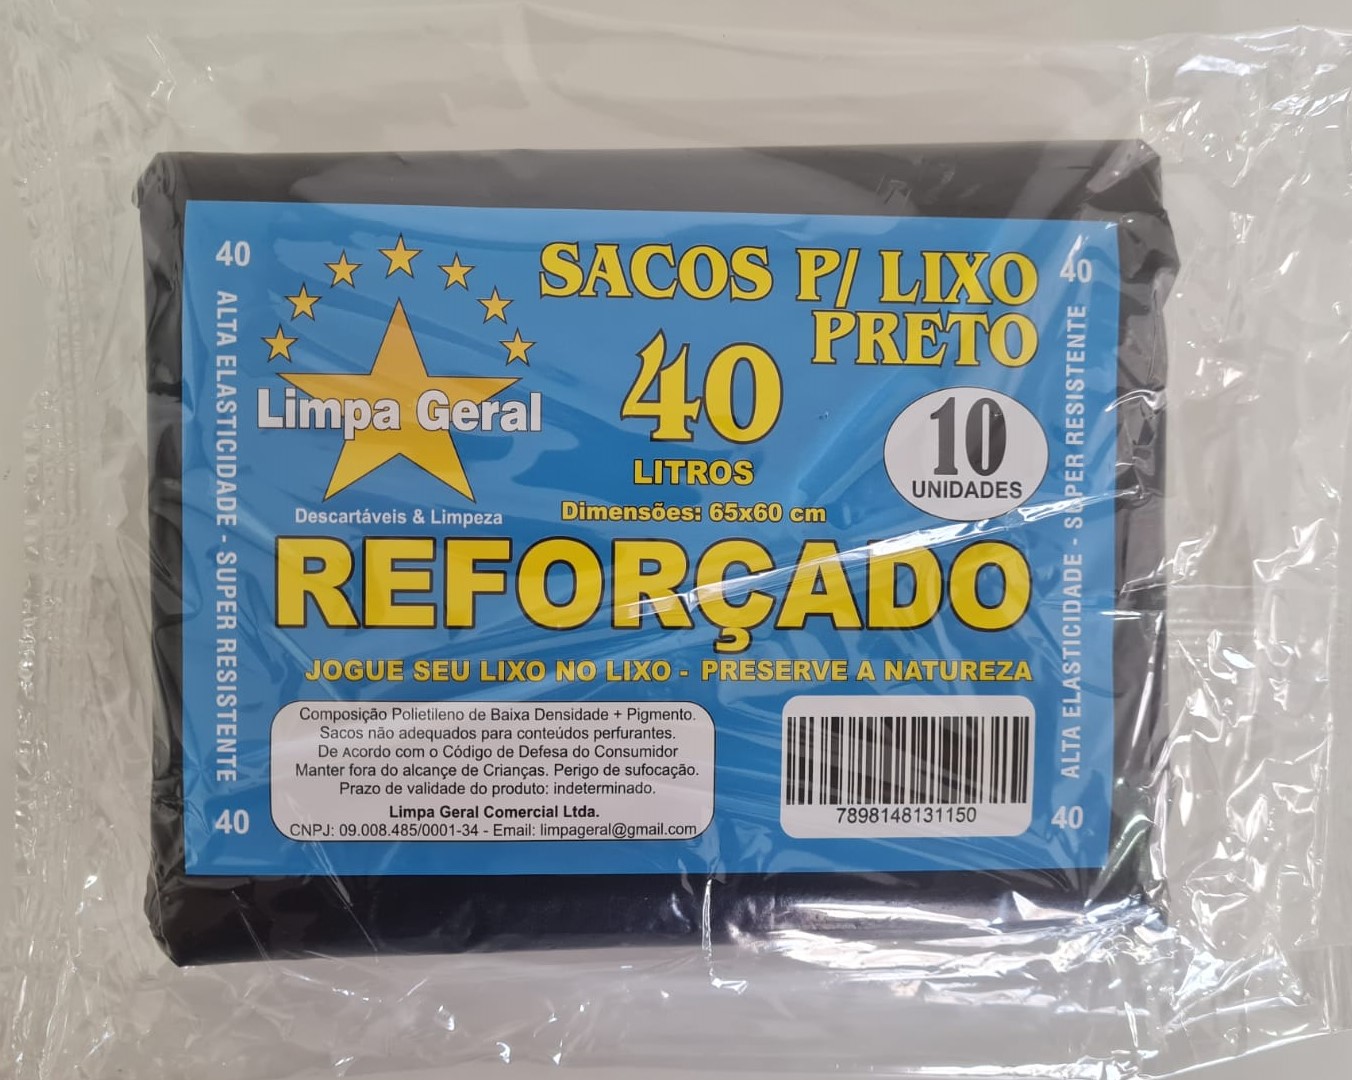 40
ALTA ELASTICIDADE - SUPER RESISTENTE
40
Limpa Geral
Descartáveis & Limpeza
SACOS P/ LIXO
PRETO
40
LITROS
Dimensões: 65x60 cm
10
UNIDADES
REFORÇADO
JOGUE SEU LIXO NO LIXO - PRESERVE A NATUREZA
Composição Polietileno de Baixa Densidade + Pigmento.
Sacos não adequados para conteúdos perfurantes.
De Acordo com o Código de Defesa do Consumidor
Manter fora do alcance de Crianças. Perigo de sufocação.
Prazo de validade do produto: indeterminado.
Limpa Geral Comercial Ltda.
CNPJ: 09.008.485/0001-34 - Email: limpageral@gmail.com
7898148131150
40
ALTA ELASTICIDADE - SUPER RESISTENTE
40